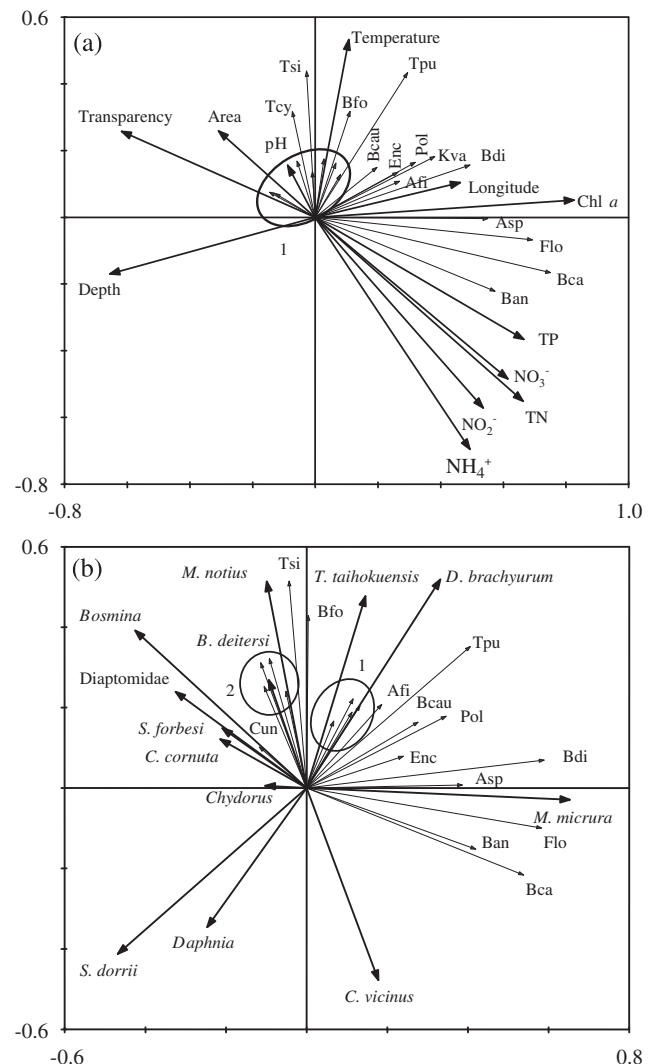 0.6
(a)
Temperature
Tsi
Tpu
Tcy
Bfo
Transparency
Area
pH
Bcau
Enc
Pol
Kva
Bdi
Afi
Longitude
Chl a
1
Asp
Flo
Depth
Bca
Ban
TP
NO3-
NO2-
TN
NH4+
-0.8
-0.8
1.0
0.6
(b)
Tsi
M. notius
T. taihokuensis
D. brachyurum
Bosmina
Bfo
B. deitersi
Tpu
1
Diaptomidae
2
Afi
Bcau
Pol
S. forbesi
Cun
C. cornuta
Enc
Bdi
Asp
Chydorus
M. micrura
Ban
Flo
Bca
Daphnia
S. dorrii
C. vicinus
-0.6
-0.6
0.8